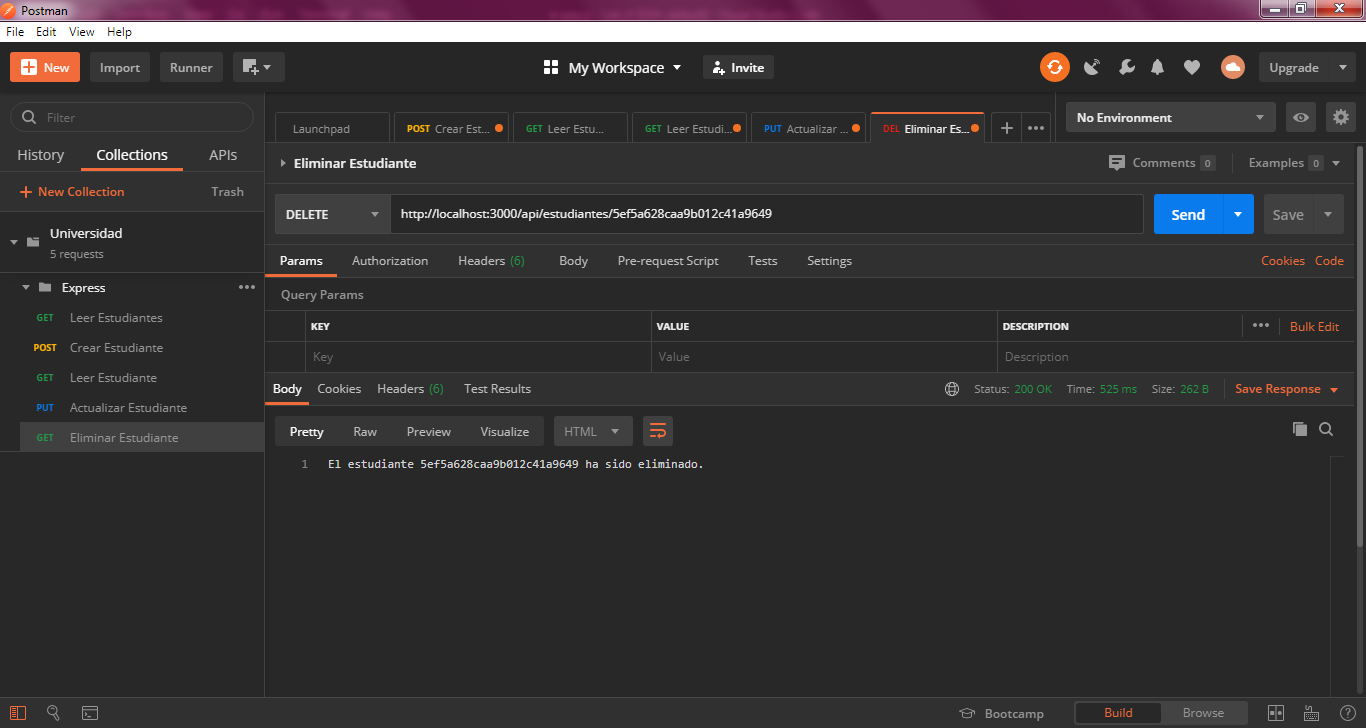 Postman
File Edit View Help
New Import Runner My Workspace Invite Upgrade
Filter
History Collections APIs
New Collection Trash
Universidad
5 requests
Express
GET Leer Estudiantes
POST Crear Estudiante
GET Leer Estudiante
PUT Actualizar Estudiante
GET Eliminar Estudiante
Launchpad POST Crear Est... GET Leer Estu... GET Leer Estudi... PUT Actualizar ... DEL Eliminar Es... No Environment
Eliminar Estudiante Comments 0 Examples 0
DELETE http://localhost:3000/api/estudiantes/5ef5a628caa9b012c41a9649 Send Save
Params Authorization Headers (6) Body Pre-request Script Tests Settings Cookies Code
Query Params
KEY VALUE DESCRIPTION Bulk Edit
Key Value Description
Body Cookies Headers (6) Test Results Status: 200 OK Time: 525 ms Size: 262 B Save Response
Pretty Raw Preview Visualize HTML
1 El estudiante 5ef5a628caa9b012c41a9649 ha sido eliminado.
Bootcamp Build Browse